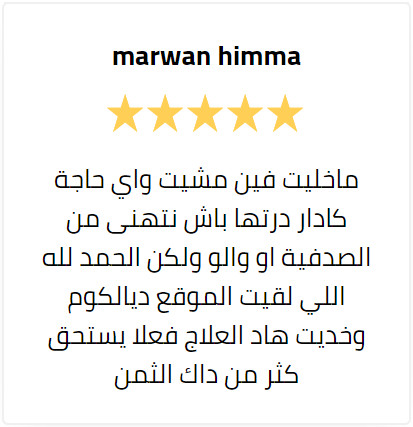 marwan himma
ماخليت فين مشيت واي حاجة
كادار درتها باش نتهنى من
الصدفية او والو ولكن الحمد لله
اللي لقيت الموقع ديالكوم
وخديت هاد العلاج فعلا يستحق
كثر من داك الثمن